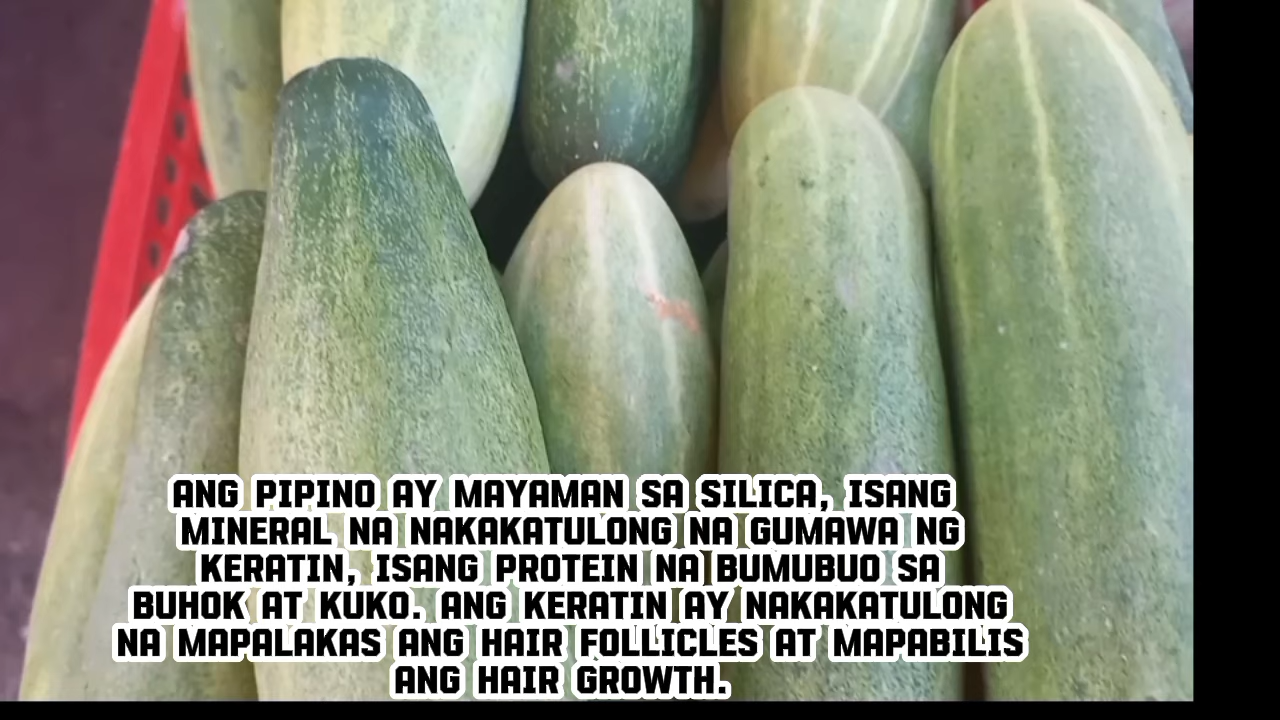 ANG PIPINO AY MAYAMAN SA SILICA, ISANG
MINERAL NA NAKAKATULONG NA GUMAWA NG
KERATIN, ISANG PROTEIN NA BUMUBUO SA
BUHOK AT KUKO. ANG KERATIN AY NAKAKATULONG
NA MAPALAKAS ANG HAIR FOLLICLES AT MAPABILIS
ANG HAIR GROWTH.